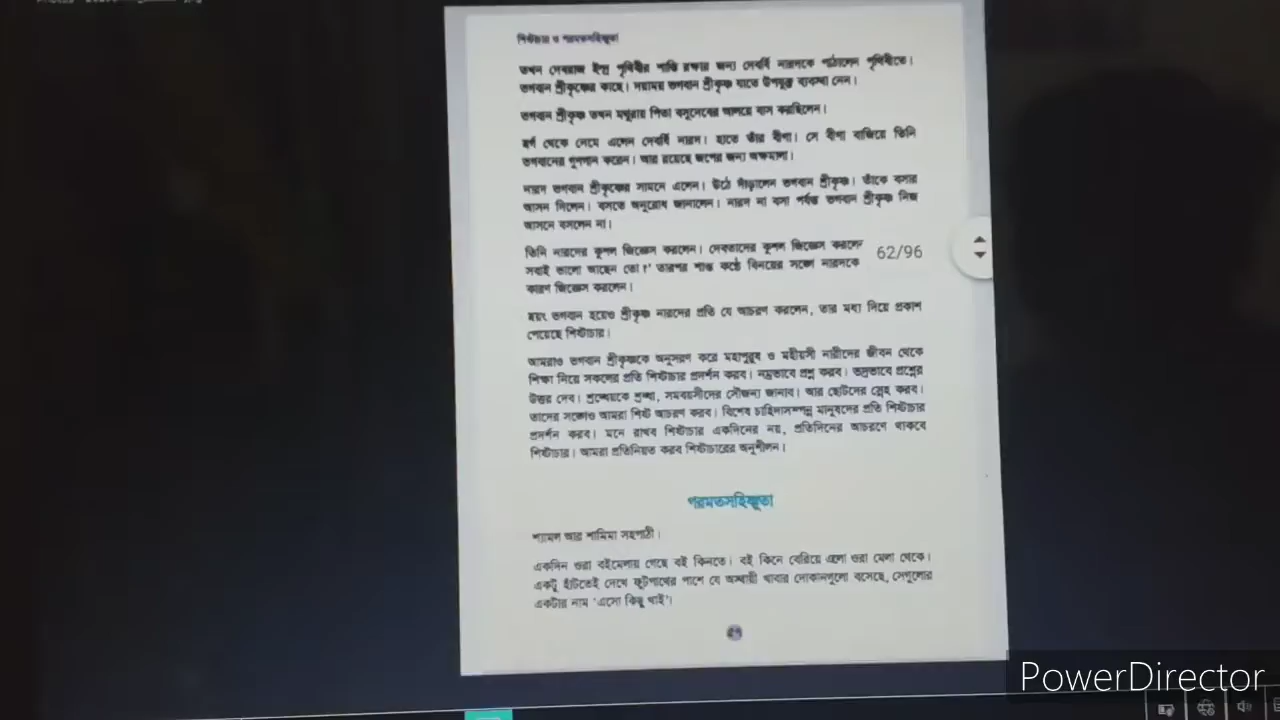 শিষ্টাচার ও পরমতসহিষ্ণুতা
তখন দেবরাজ ইন্দ্র পৃথিবীর শান্তি রক্ষার জন্য দেবর্ষি নারদকে পাঠালেন পৃথিবীতে।
ভগবান শ্রীকৃষ্ণের কাছে। দয়াময় ভগবান শ্রীকৃষ্ণ যাতে উপযুক্ত ব্যবস্থা নেন।
ভগবান শ্রীকৃষ্ণ তখন মথুরায় পিতা বসুদেবের আলয়ে বাস করছিলেন।
স্বর্গ থেকে নেমে এলেন দেবর্ষি নারদ। হাতে তাঁর বীণা। সে বীণা বাজিয়ে তিনি
ভগবানের গুণগান করেন। আর রয়েছে জপের জন্য অক্ষমালা।
নারদ ভগবান শ্রীকৃষ্ণের সামনে এলেন। উঠে দাঁড়ালেন ভগবান শ্রীকৃষ্ণ। তাঁকে বসার
আসন দিলেন। বসতে অনুরোধ জানালেন। নারদ না বসা পর্যন্ত ভগবান শ্রীকৃষ্ণ নিজ
আসনে বসলেন না।
তিনি নারদের কুশল জিজ্ঞেস করলেন। দেবতাদের কুশল জিজ্ঞেস করলে
62/96
সবাই ভালো আছেন তো?’ তারপর শান্ত কণ্ঠে বিনয়ের সঙ্গে নারদকে
কারণ জিজ্ঞেস করলেন।
স্বয়ং ভগবান হয়েও শ্রীকৃষ্ণ নারদের প্রতি যে আচরণ করলেন, তার মধ্য দিয়ে প্রকাশ
পেয়েছে শিষ্টাচার।
আমরাও ভগবান শ্রীকৃষ্ণকে অনুসরণ করে মহাপুরুষ ও মহীয়সী নারীদের জীবন থেকে
শিক্ষা নিয়ে সকলের প্রতি শিষ্টাচার প্রদর্শন করব। নম্রভাবে প্রশ্ন করব। ভদ্রভাবে প্রশ্নের
উত্তর দেব। শ্রদ্ধেয়কে শ্রদ্ধা, সমবয়সীদের সৌজন্য জানাব। আর ছোটদের স্নেহ করব।
তাদের সঙ্গেও আমরা শিষ্ট আচরণ করব। বিশেষ চাহিদাসম্পন্ন মানুষদের প্রতি শিষ্টাচার
প্রদর্শন করব। মনে রাখব শিষ্টাচার একদিনের নয়, প্রতিদিনের আচরণে থাকবে
শিষ্টাচার। আমরা প্রতিনিয়ত করব শিষ্টাচারের অনুশীলন।
পরমতসহিষ্ণুতা
শ্যামল আর শামিমা সহপাঠী।
একদিন ওরা বইমেলায় গেছে বই কিনতে। বই কিনে বেরিয়ে এলো ওরা মেলা থেকে।
একটু হাঁটতেই দেখে ফুটপাথের পাশে যে অস্থায়ী খাবার দোকানগুলো বসেছে, সেগুলোর
একটার নাম ‘এসো কিছু খাই’।
PowerDirector